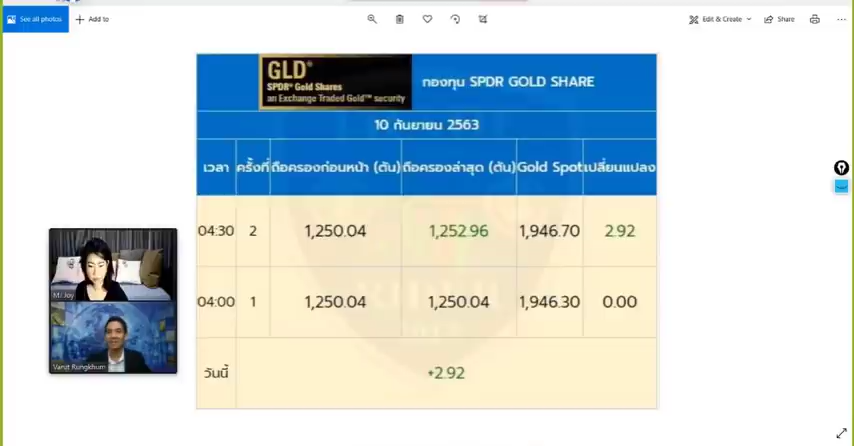 See all photos
Add to
Edit & Create
Share
GLD®
SPDR® Gold Shares
an Exchange Traded Gold™ security
กองทุน SPDR GOLD SHARE
10 กันยายน 2563
เวลา ครั้งที่ ถือครองก่อนหน้า (ตัน) ถือครองล่าสุด (ตัน) Gold Spot เปลี่ยนแปลง
04:30 2 1,250.04 1,252.96 1,946.70 2.92
04:00 1 1,250.04 1,250.04 1,946.30 0.00
วันนี้ +2.92
Joy
Varut Rungkhum